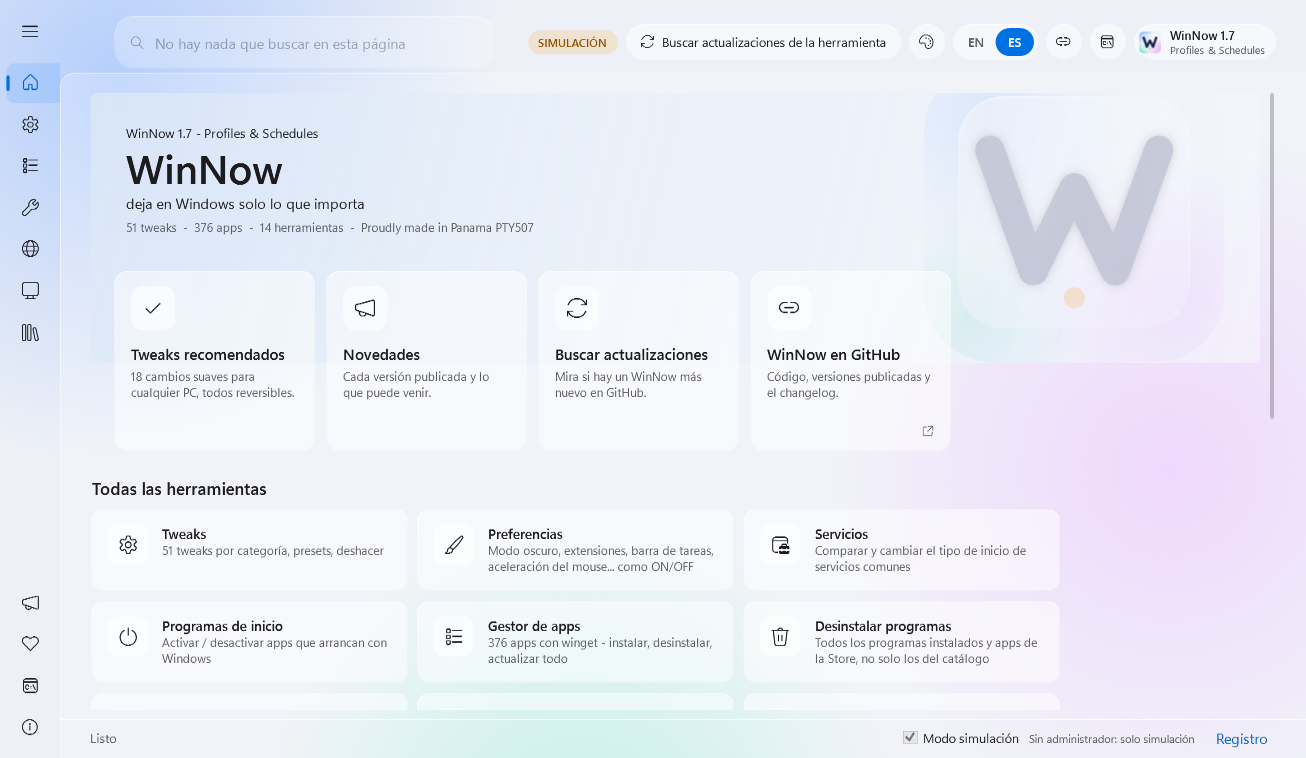 No hay nada que buscar en esta página
SIMULACIÓN
Buscar actualizaciones de la herramienta
EN
ES
WinNow 1.7
Profiles & Schedules
WinNow 1.7 - Profiles & Schedules
WinNow
deja en Windows solo lo que importa
51 tweaks - 376 apps - 14 herramientas - Proudly made in Panama PTY507
Tweaks recomendados
18 cambios suaves para
cualquier PC, todos reversibles.
Novedades
Cada versión publicada y lo
que puede venir.
Buscar actualizaciones
Mira si hay un WinNow más
nuevo en GitHub.
WinNow en GitHub
Código, versiones publicadas y
el changelog.
Todas las herramientas
Tweaks
51 tweaks por categoría, presets, deshacer
Preferencias
Modo oscuro, extensiones, barra de tareas,
aceleración del mouse... como ON/OFF
Servicios
Comparar y cambiar el tipo de inicio de
servicios comunes
Programas de inicio
Activar / desactivar apps que arrancan con
Windows
Gestor de apps
376 apps con winget - instalar, desinstalar,
actualizar todo
Desinstalar programas
Todos los programas instalados y apps de
la Store, no solo los del catálogo
Listo
Modo simulación
Sin administrador: solo simulación
Registro